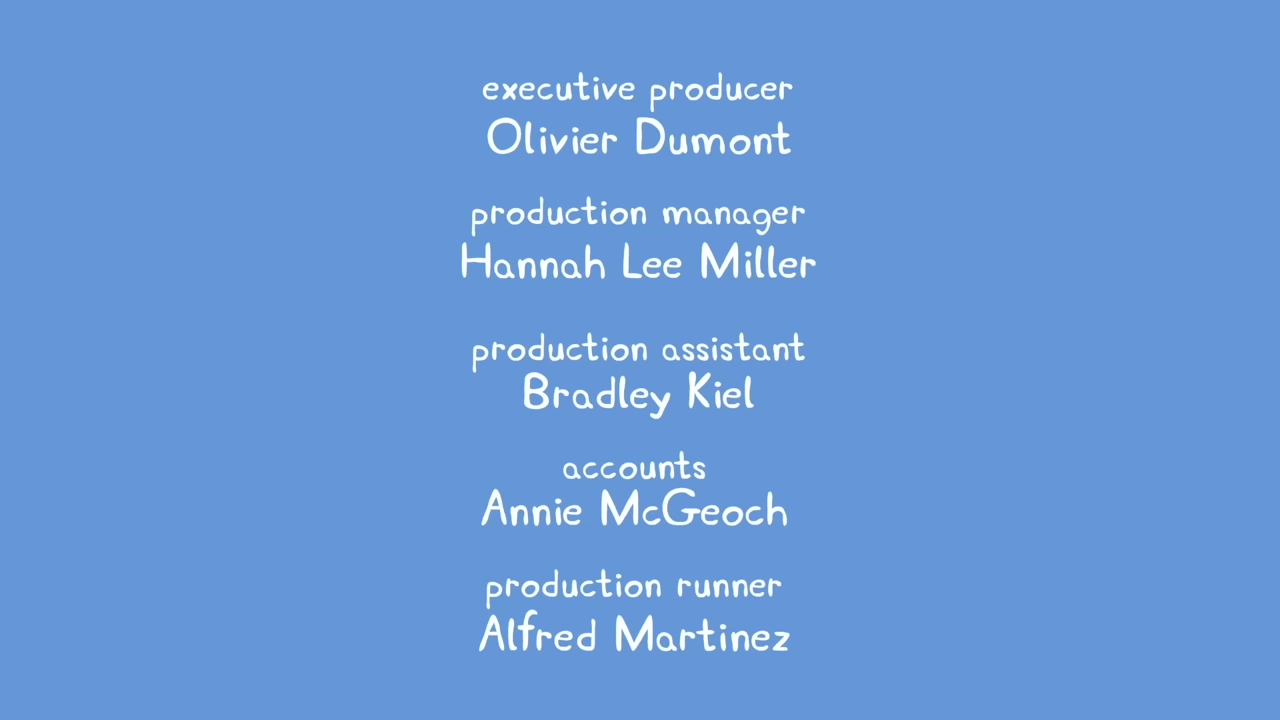 executive producer
Olivier Dumont
production manager
Hannah Lee Miller
production assistant
Bradley Kiel
accounts
Annie McGeoch
production runner
Alfred Martinez